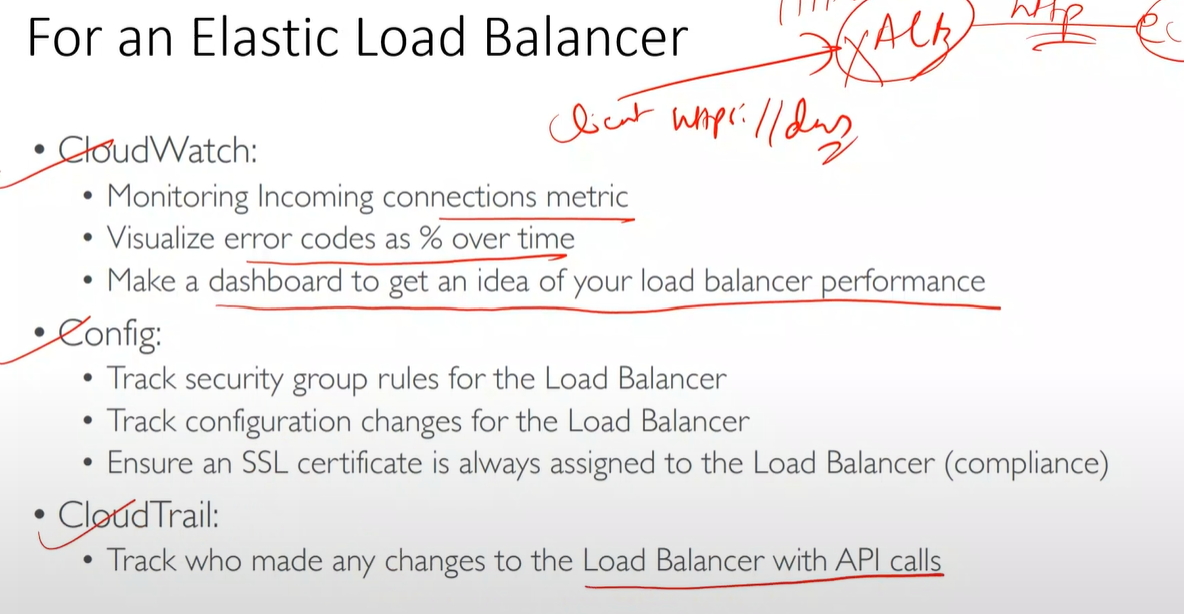 For an Elastic Load Balancer
ALB
http
Client https://dns
• CloudWatch:
• Monitoring Incoming connections metric
• Visualize error codes as % over time
• Make a dashboard to get an idea of your load balancer performance
• Config:
• Track security group rules for the Load Balancer
• Track configuration changes for the Load Balancer
• Ensure an SSL certificate is always assigned to the Load Balancer (compliance)
• CloudTrail:
• Track who made any changes to the Load Balancer with API calls